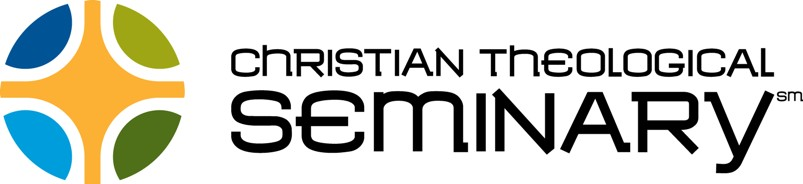 CHRISTIAN THEOLOGICAL
SEMINARY SM